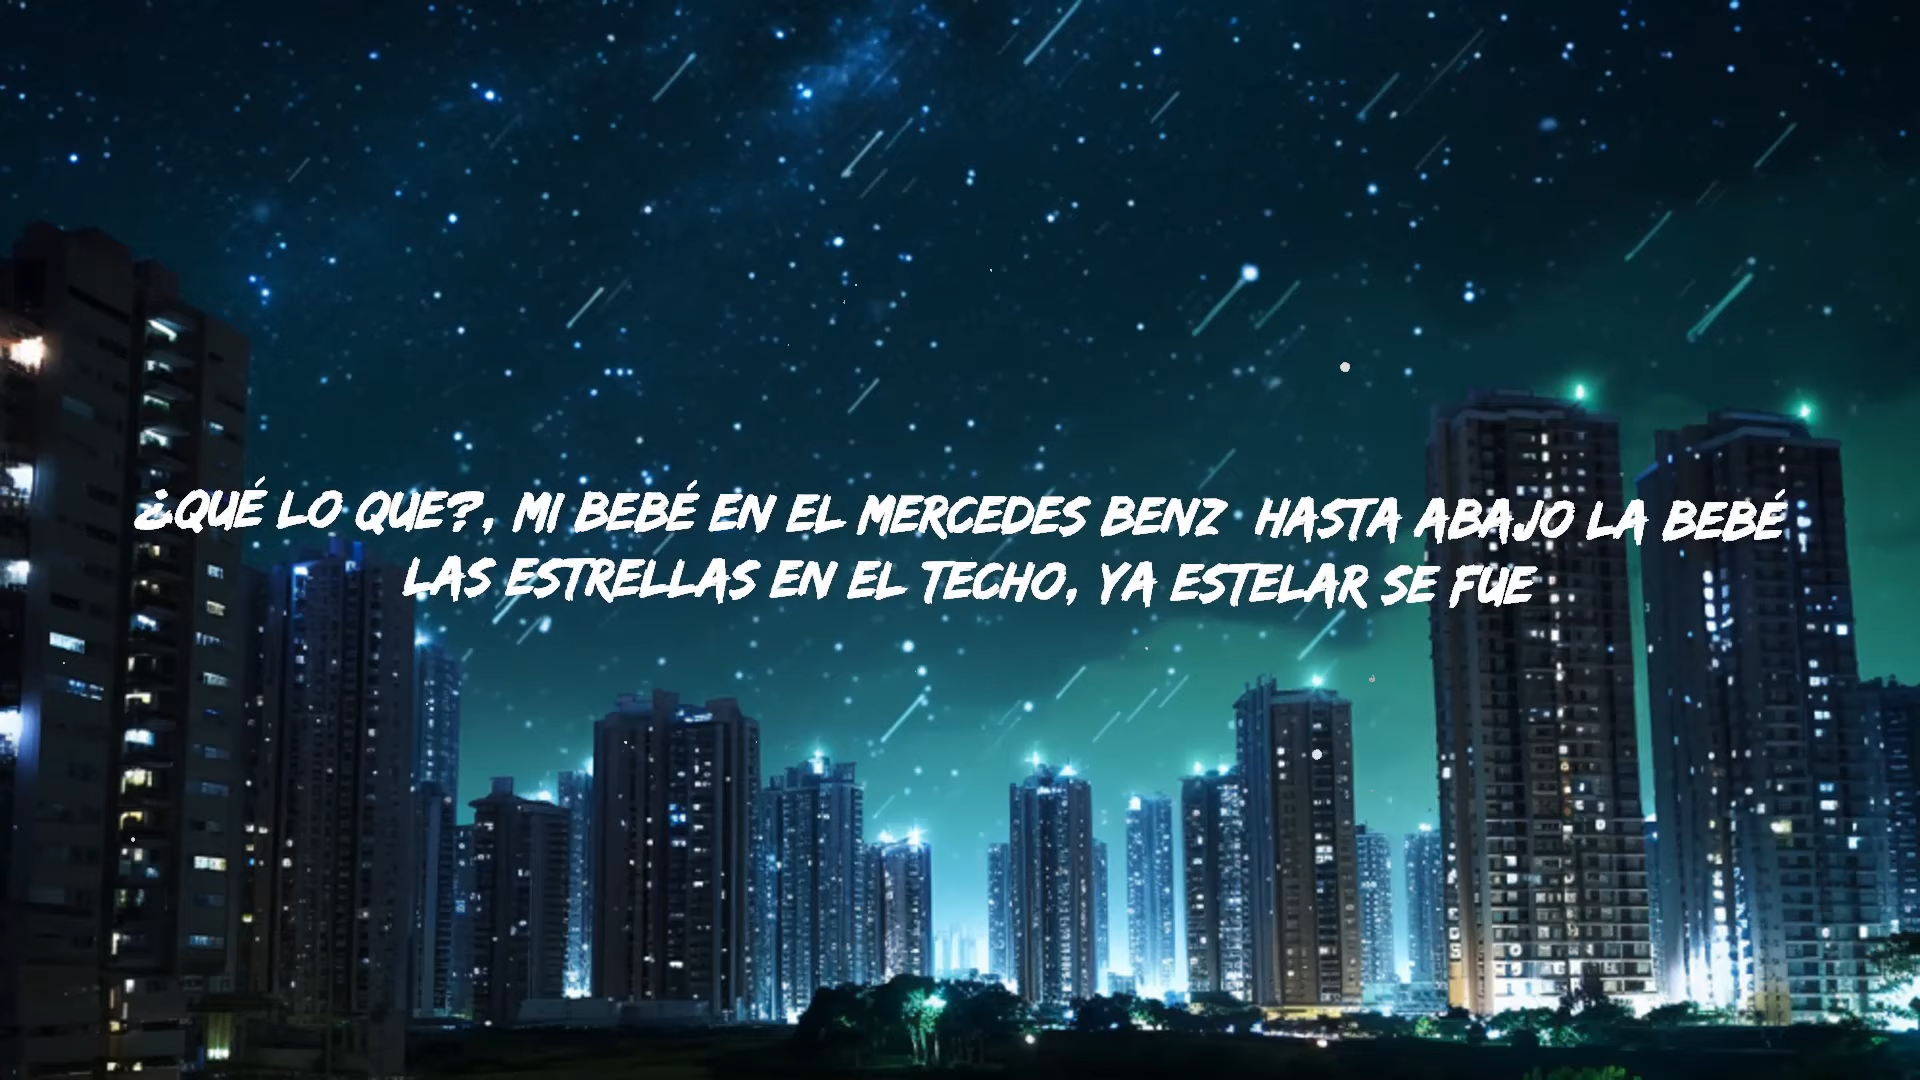 ¿QUÉ LO QUE?, MI BEBÉ EN EL MERCEDES BENZ  HASTA ABAJO LA BEBÉ
LAS ESTRELLAS EN EL TECHO, YA ESTELAR SE FUE